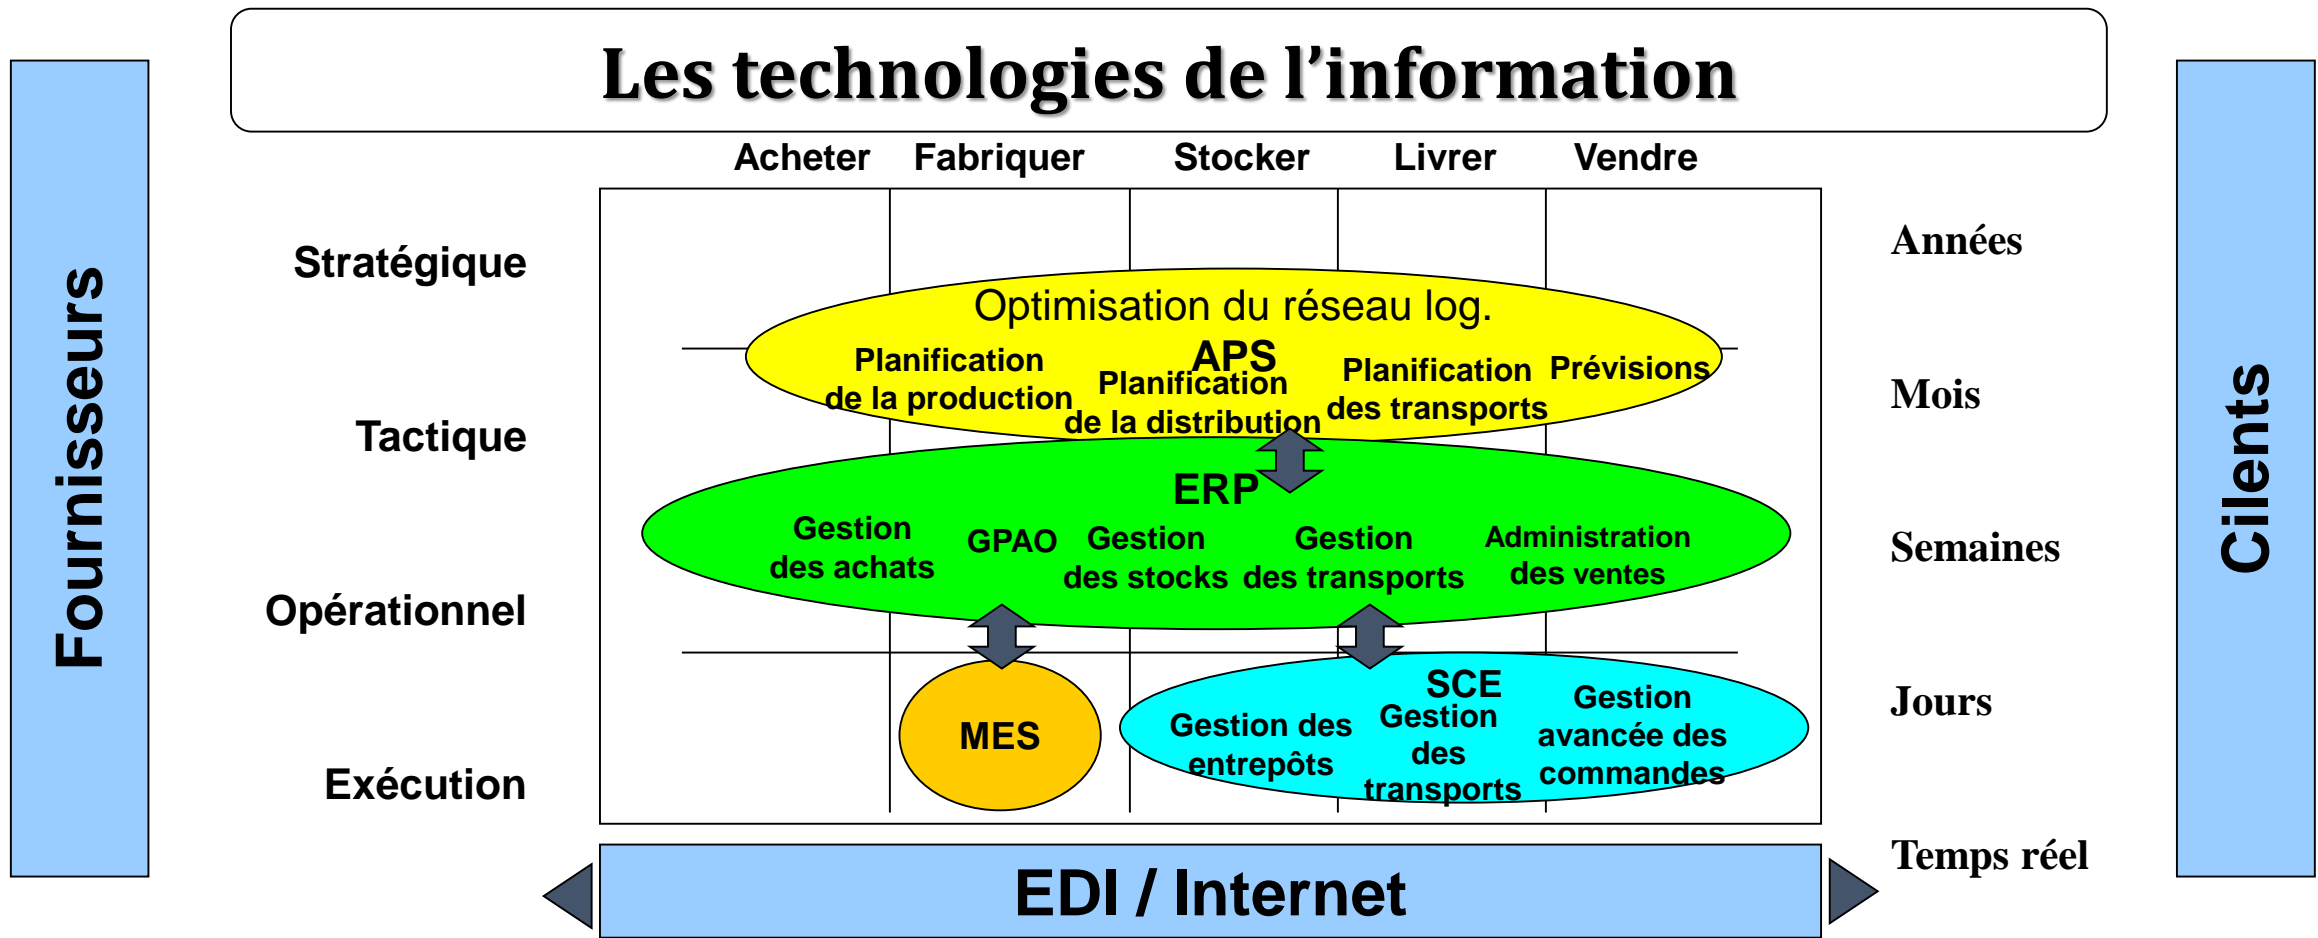 Les technologies de l’information
Fournisseurs
Acheter Fabriquer Stocker Livrer Vendre
Stratégique
Tactique
Opérationnel
Exécution
Optimisation du réseau log.
APS
Planification
de la production
Planification
de la distribution
Planification
des transports
Prévisions
ERP
Gestion
des achats
GPAO
Gestion
des stocks
Gestion
des transports
Administration
des ventes
MES
SCE
Gestion des
entrepôts
Gestion
des
transports
Gestion
avancée des
commandes
Années
Mois
Semaines
Jours
Temps réel
Cilents
EDI / Internet